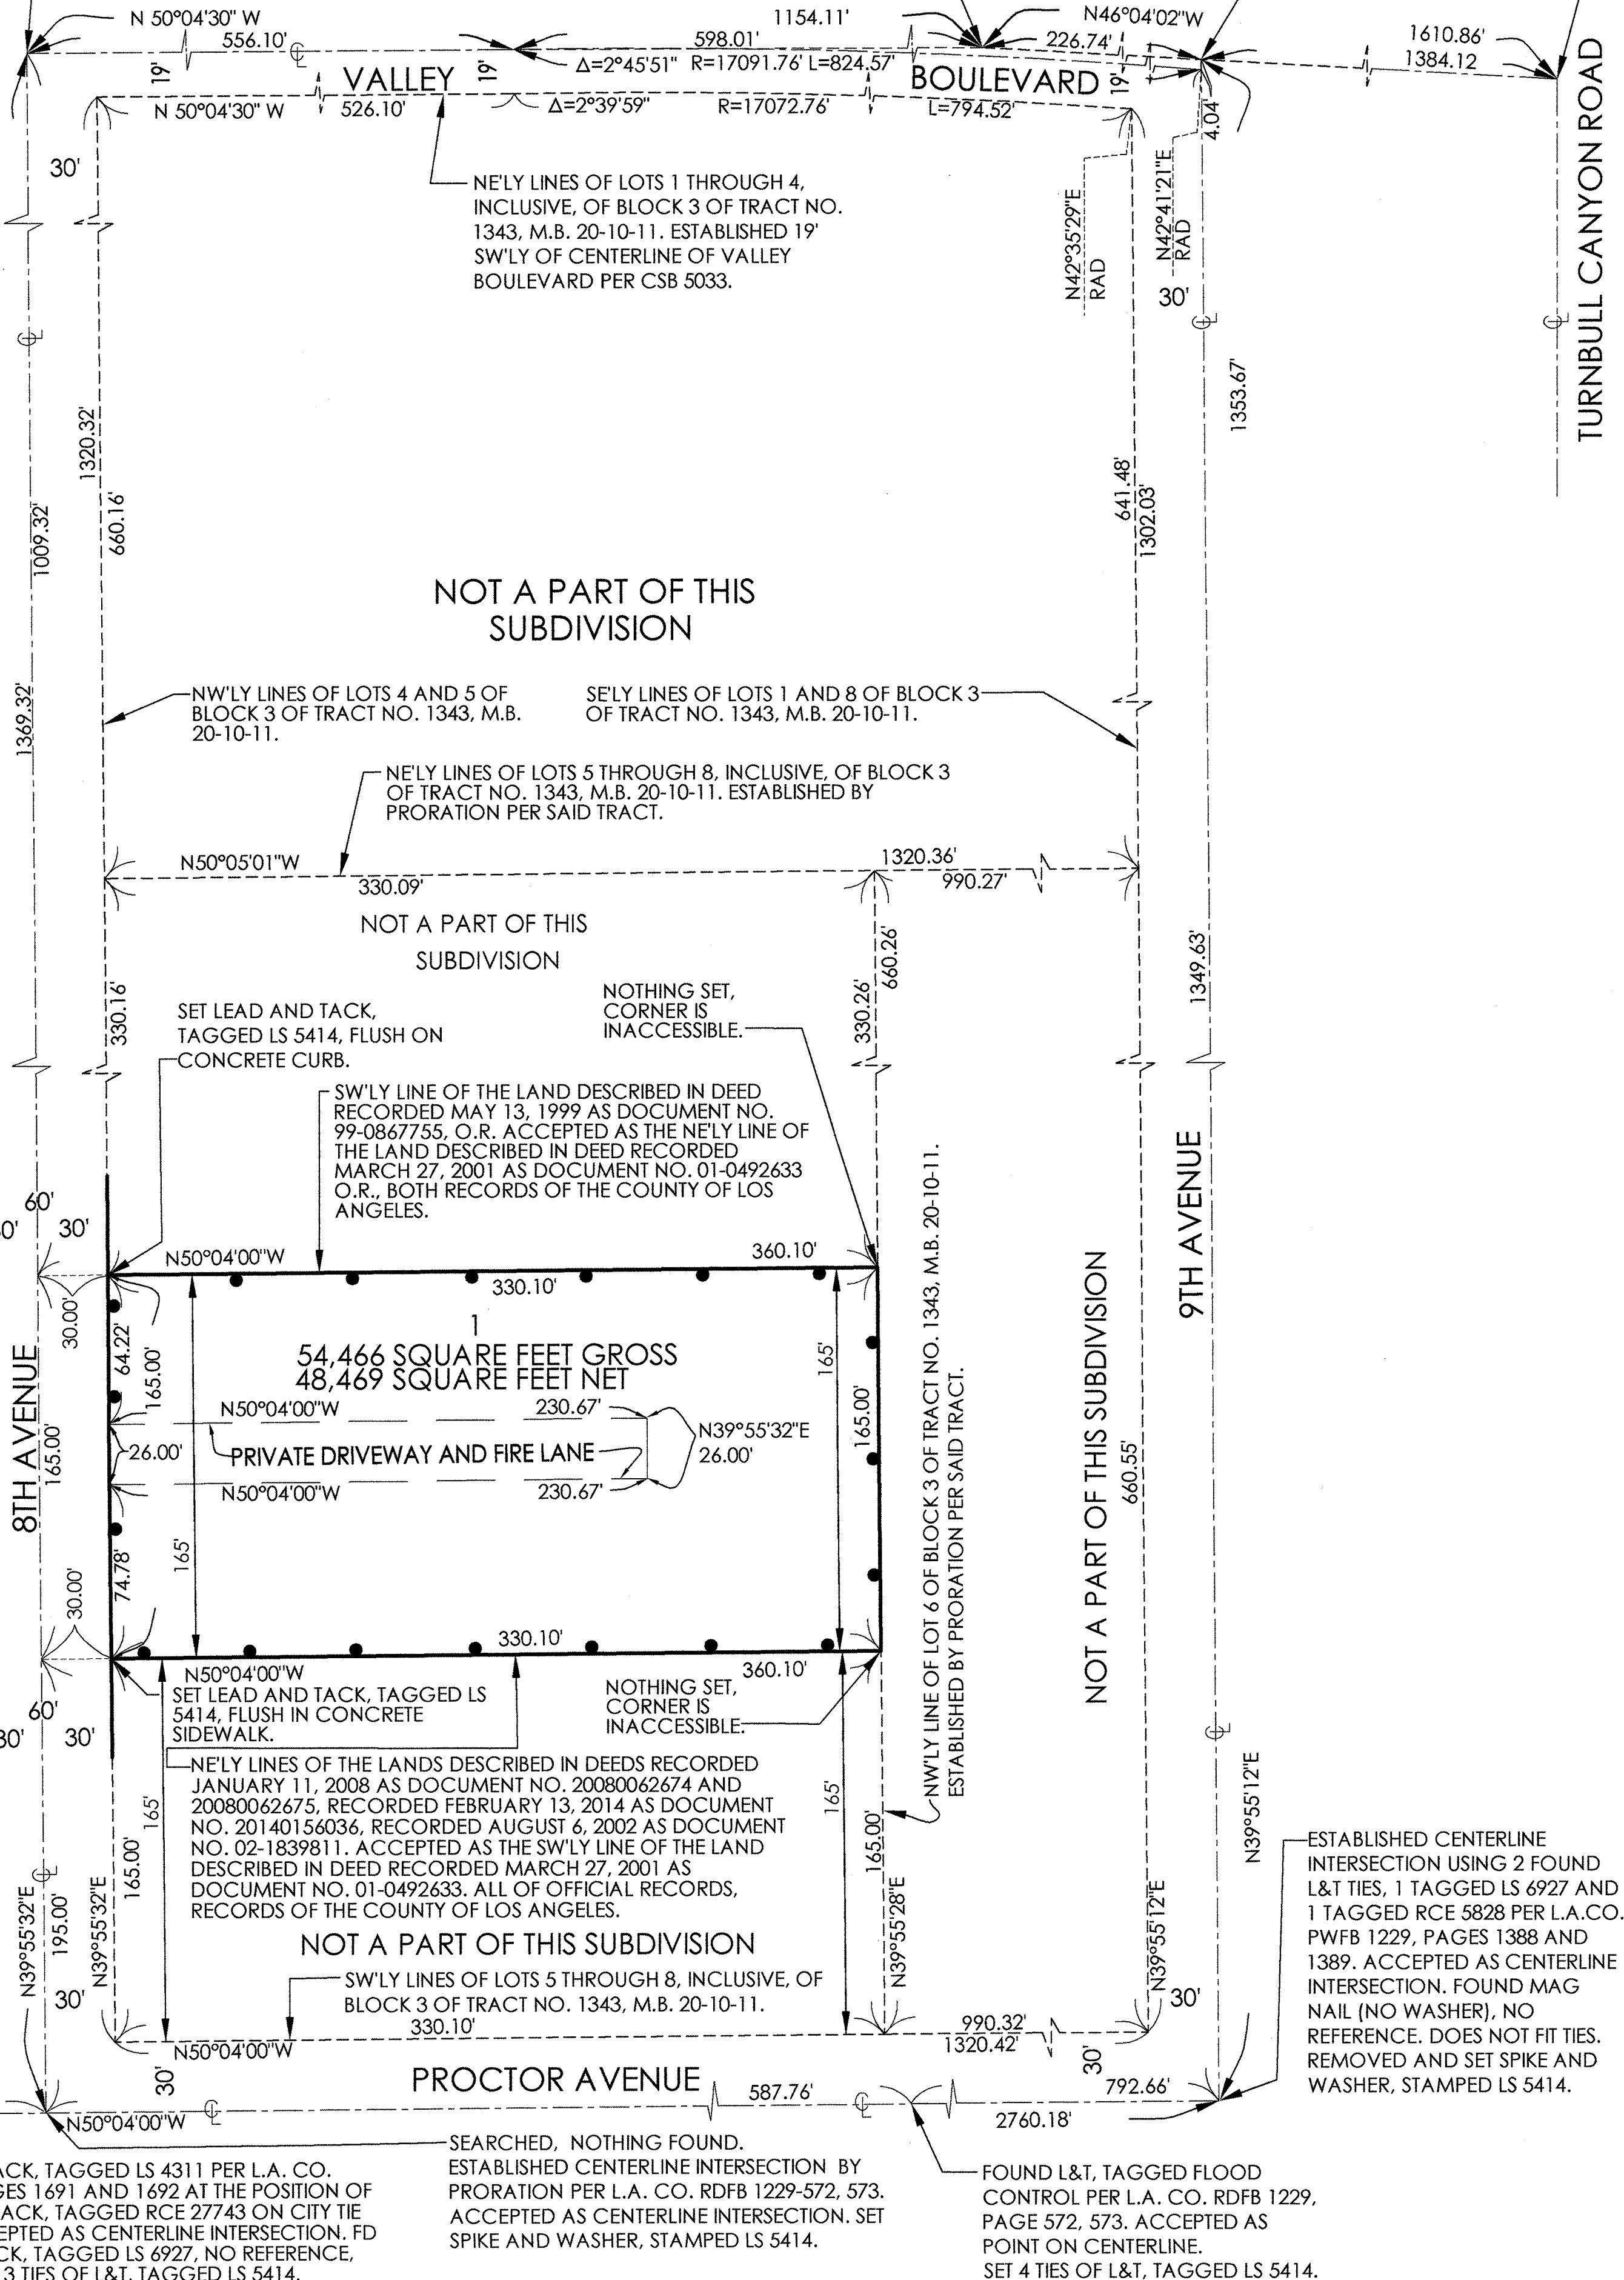 N 50°04'30" W
556.10'
1154.11'
598.01'
N46°04'02"W
226.74'
1610.86'
1384.12
19'
VALLEY
19'
Δ=2°45'51" R=17091.76' L=824.57'
BOULEVARD
19'
N 50°04'30" W
526.10'
Δ=2°39'59"
R=17072.76'
L=794.52'
4.04'
30'
NE'LY LINES OF LOTS 1 THROUGH 4,
INCLUSIVE, OF BLOCK 3 OF TRACT NO.
1343, M.B. 20-10-11. ESTABLISHED 19'
SW'LY OF CENTERLINE OF VALLEY
BOULEVARD PER CSB 5033.
N42°35'29"E
RAD
N42°41'21"E
RAD
30'
TURNBULL CANYON ROAD
1353.67'
1320.32'
660.16'
1009.32'
641.48'
1302.03'
NOT A PART OF THIS
SUBDIVISION
1369.32'
NW'LY LINES OF LOTS 4 AND 5 OF
BLOCK 3 OF TRACT NO. 1343, M.B.
20-10-11.
SE'LY LINES OF LOTS 1 AND 8 OF BLOCK 3
OF TRACT NO. 1343, M.B. 20-10-11.
NE'LY LINES OF LOTS 5 THROUGH 8, INCLUSIVE, OF BLOCK 3
OF TRACT NO. 1343, M.B. 20-10-11. ESTABLISHED BY
PRORATION PER SAID TRACT.
N50°05'01"W
330.09'
1320.36'
990.27'
NOT A PART OF THIS
SUBDIVISION
660.26'
330.26'
330.16'
1349.63'
SET LEAD AND TACK,
TAGGED LS 5414, FLUSH ON
CONCRETE CURB.
NOTHING SET,
CORNER IS
INACCESSIBLE.
SW'LY LINE OF THE LAND DESCRIBED IN DEED
RECORDED MAY 13, 1999 AS DOCUMENT NO.
99-0867755, O.R. ACCEPTED AS THE NE'LY LINE OF
THE LAND DESCRIBED IN DEED RECORDED
MARCH 27, 2001 AS DOCUMENT NO. 01-0492633
O.R., BOTH RECORDS OF THE COUNTY OF LOS
ANGELES.
60'
30'
N50°04'00"W
360.10'
330.10'
30.00'
64.22'
165.00'
165'
1
54,466 SQUARE FEET GROSS
48,469 SQUARE FEET NET
165'
165.00'
N50°04'00"W
230.67'
26.00'
PRIVATE DRIVEWAY AND FIRE LANE
N39°55'32"E
26.00'
N50°04'00"W
230.67'
8TH AVENUE
165.00'
74.78'
30.00'
330.10'
N50°04'00"W
360.10'
NW'LY LINE OF LOT 6 OF BLOCK 3 OF TRACT NO. 1343, M.B. 20-10-11.
ESTABLISHED BY PRORATION PER SAID TRACT.
NOT A PART OF THIS SUBDIVISION
660.55'
9TH AVENUE
SET LEAD AND TACK, TAGGED LS
5414, FLUSH IN CONCRETE
SIDEWALK.
NOTHING SET,
CORNER IS
INACCESSIBLE.
60'
30'
30'
NE'LY LINES OF THE LANDS DESCRIBED IN DEEDS RECORDED
JANUARY 11, 2008 AS DOCUMENT NO. 20080062674 AND
20080062675, RECORDED FEBRUARY 13, 2014 AS DOCUMENT
NO. 20140156036, RECORDED AUGUST 6, 2002 AS DOCUMENT
NO. 02-1839811. ACCEPTED AS THE SW'LY LINE OF THE LAND
DESCRIBED IN DEED RECORDED MARCH 27, 2001 AS
DOCUMENT NO. 01-0492633. ALL OF OFFICIAL RECORDS,
RECORDS OF THE COUNTY OF LOS ANGELES.
165'
165.00'
165'
165.00'
N39°55'32"E
195.00'
N39°55'32"E
N39°55'28"E
N39°55'12"E
N39°55'12"E
NOT A PART OF THIS SUBDIVISION
SW'LY LINES OF LOTS 5 THROUGH 8, INCLUSIVE, OF
BLOCK 3 OF TRACT NO. 1343, M.B. 20-10-11.
30'
330.10'
N50°04'00"W
990.32'
1320.42'
30'
30'
30'
PROCTOR AVENUE
587.76'
792.66'
N50°04'00"W
2760.18'
ESTABLISHED CENTERLINE
INTERSECTION USING 2 FOUND
L&T TIES, 1 TAGGED LS 6927 AND
1 TAGGED RCE 5828 PER L.A.CO.
PWFB 1229, PAGES 1388 AND
1389. ACCEPTED AS CENTERLINE
INTERSECTION. FOUND MAG
NAIL (NO WASHER), NO
REFERENCE. DOES NOT FIT TIES.
REMOVED AND SET SPIKE AND
WASHER, STAMPED LS 5414.
SEARCHED, NOTHING FOUND.
ESTABLISHED CENTERLINE INTERSECTION BY
PRORATION PER L.A. CO. RDFB 1229-572, 573.
ACCEPTED AS CENTERLINE INTERSECTION. SET
SPIKE AND WASHER, STAMPED LS 5414.
FOUND L&T, TAGGED FLOOD
CONTROL PER L.A. CO. RDFB 1229,
PAGE 572, 573. ACCEPTED AS
POINT ON CENTERLINE.
SET 4 TIES OF L&T, TAGGED LS 5414.
TAGGED LS 4311 PER L.A. CO.
1691 AND 1692 AT THE POSITION OF
TAGGED RCE 27743 ON CITY TIE
AS CENTERLINE INTERSECTION. FD
TAGGED LS 6927, NO REFERENCE,
3 TIES OF L&T, TAGGED LS 5414.